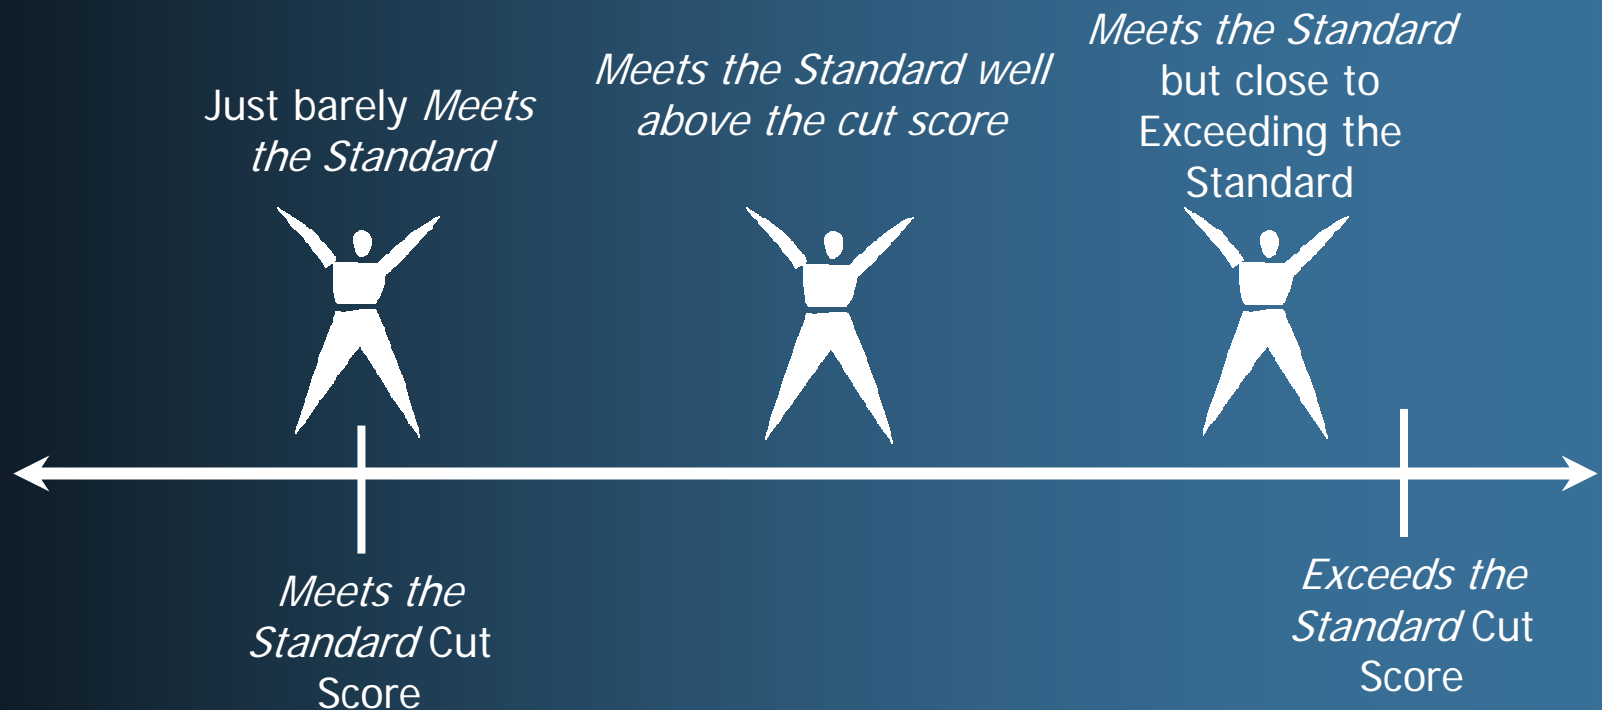 Just barely Meets
the Standard
Meets the Standard well
above the cut score
Meets the Standard
but close to
Exceeding the
Standard
Meets the
Standard Cut
Score
Exceeds the
Standard Cut
Score